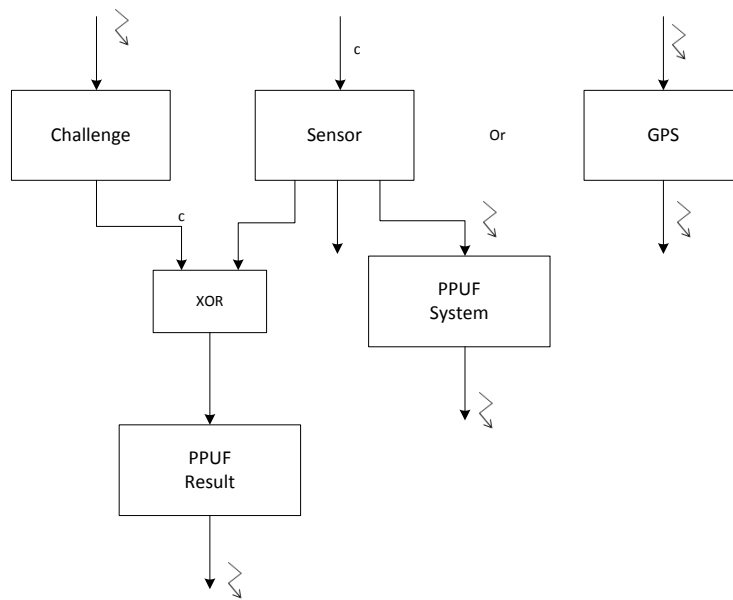 c
Challenge
Sensor
Or
GPS
c
XOR
PPUF
System
PPUF
Result